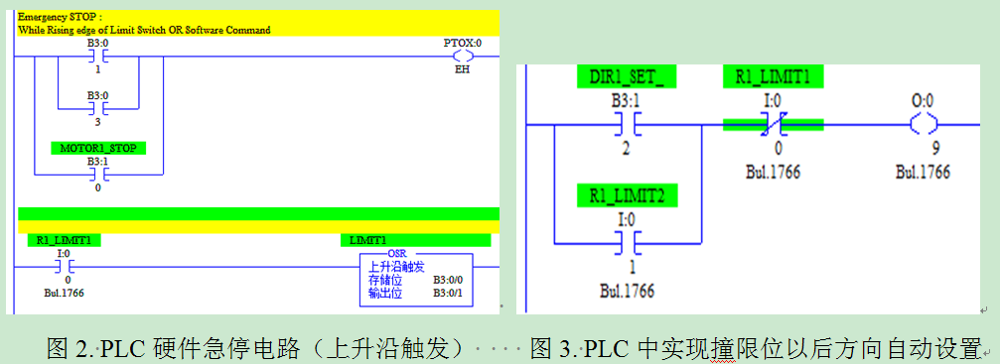 Emergency STOP :
While Rising edge of Limit Switch OR Software Command
B3:0
1
PTOX:0
EH
B3:0
3
MOTOR1_STOP
B3:1
0
R1_LIMIT1
I:0
0
Bul.1766
LIMIT1
OSR
上升沿触发
存储位 B3:0/0
输出位 B3:0/1
DIR1_SET_
B3:1
2
R1_LIMIT1
I:0
0
Bul.1766
O:0
9
Bul.1766
R1_LIMIT2
I:0
1
Bul.1766
图 2. PLC 硬件急停电路（上升沿触发） 图 3. PLC 中实现撞限位以后方向自动设置